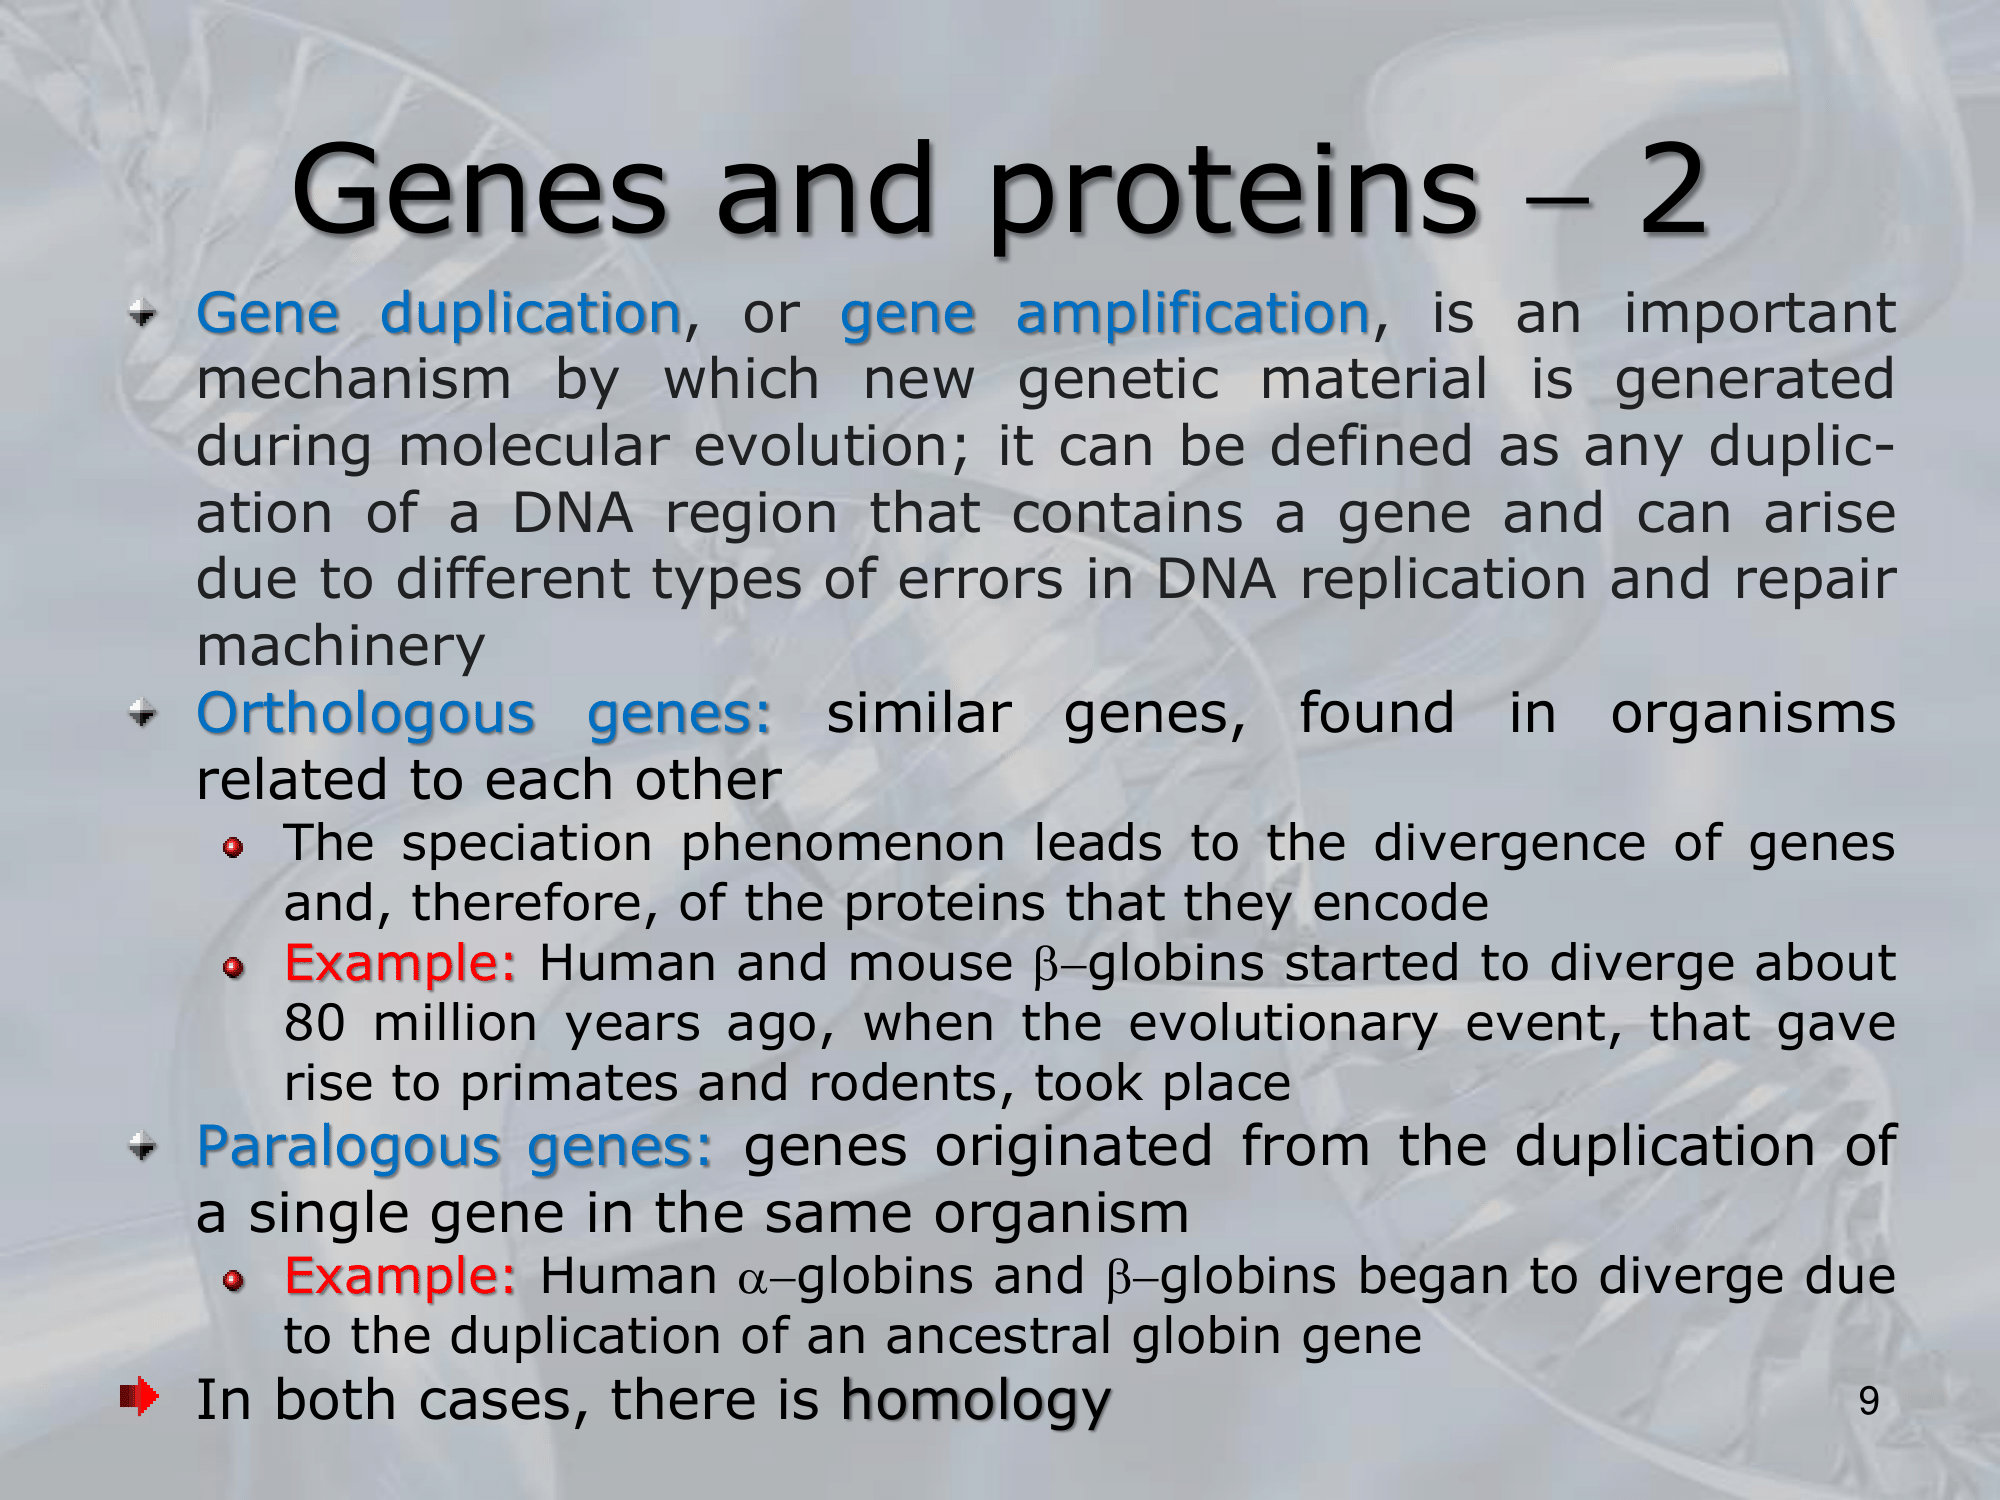 Genes and proteins – 2
Gene duplication, or gene amplification, is an important
mechanism by which new genetic material is generated
during molecular evolution; it can be defined as any duplic-
ation of a DNA region that contains a gene and can arise
due to different types of errors in DNA replication and repair
machinery
Orthologous genes: similar genes, found in organisms
related to each other
The speciation phenomenon leads to the divergence of genes
and, therefore, of the proteins that they encode
Example: Human and mouse β–globins started to diverge about
80 million years ago, when the evolutionary event, that gave
rise to primates and rodents, took place
Paralogous genes: genes originated from the duplication of
a single gene in the same organism
Example: Human α–globins and β–globins began to diverge due
to the duplication of an ancestral globin gene
In both cases, there is homology
9